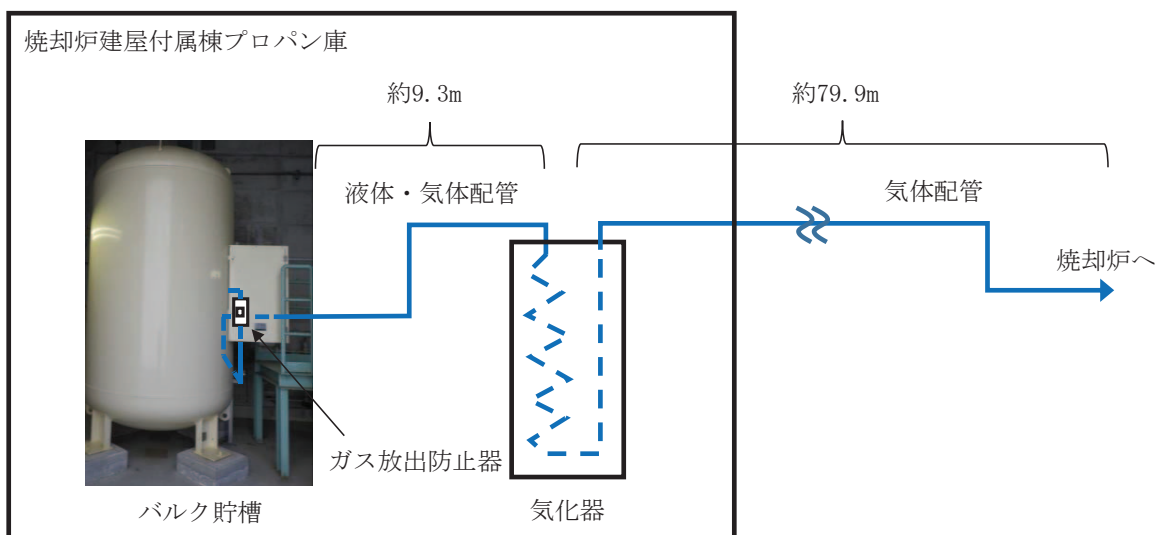 焼却炉建屋付属棟プロパン庫
約9.3m
約79.9m
液体・気体配管
気体配管
焼却炉へ
ガス放出防止器
バルク貯槽
気化器